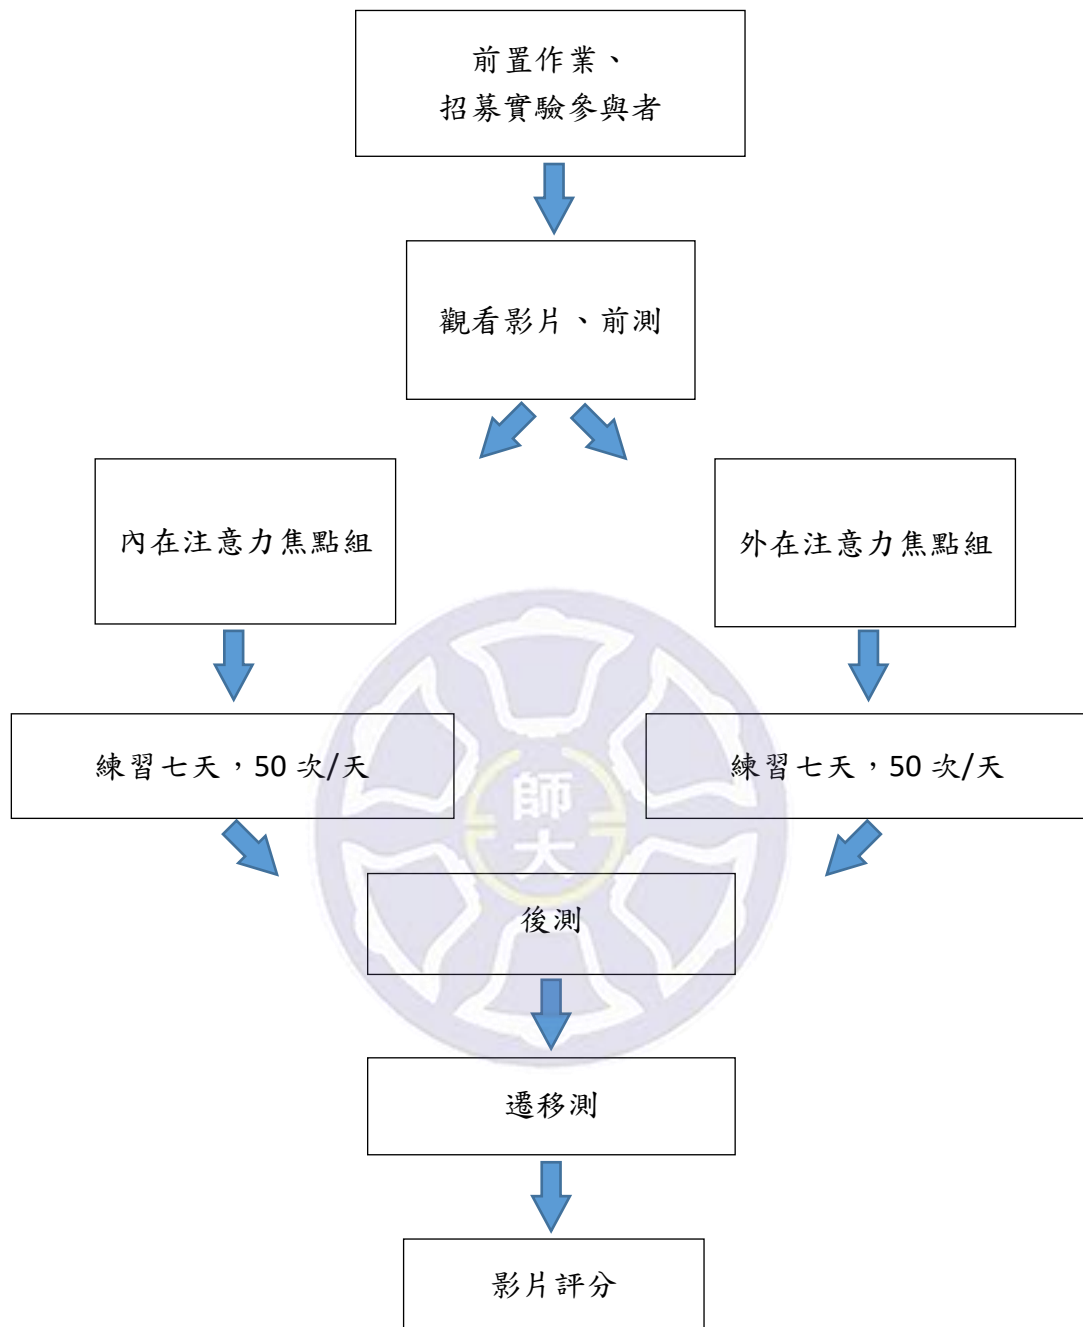 前置作業、
招募實驗參與者
觀看影片、前測
內在注意力焦點組
外在注意力焦點組
練習七天，50 次/天
練習七天，50 次/天
師
大
後測
遷移測
影片評分